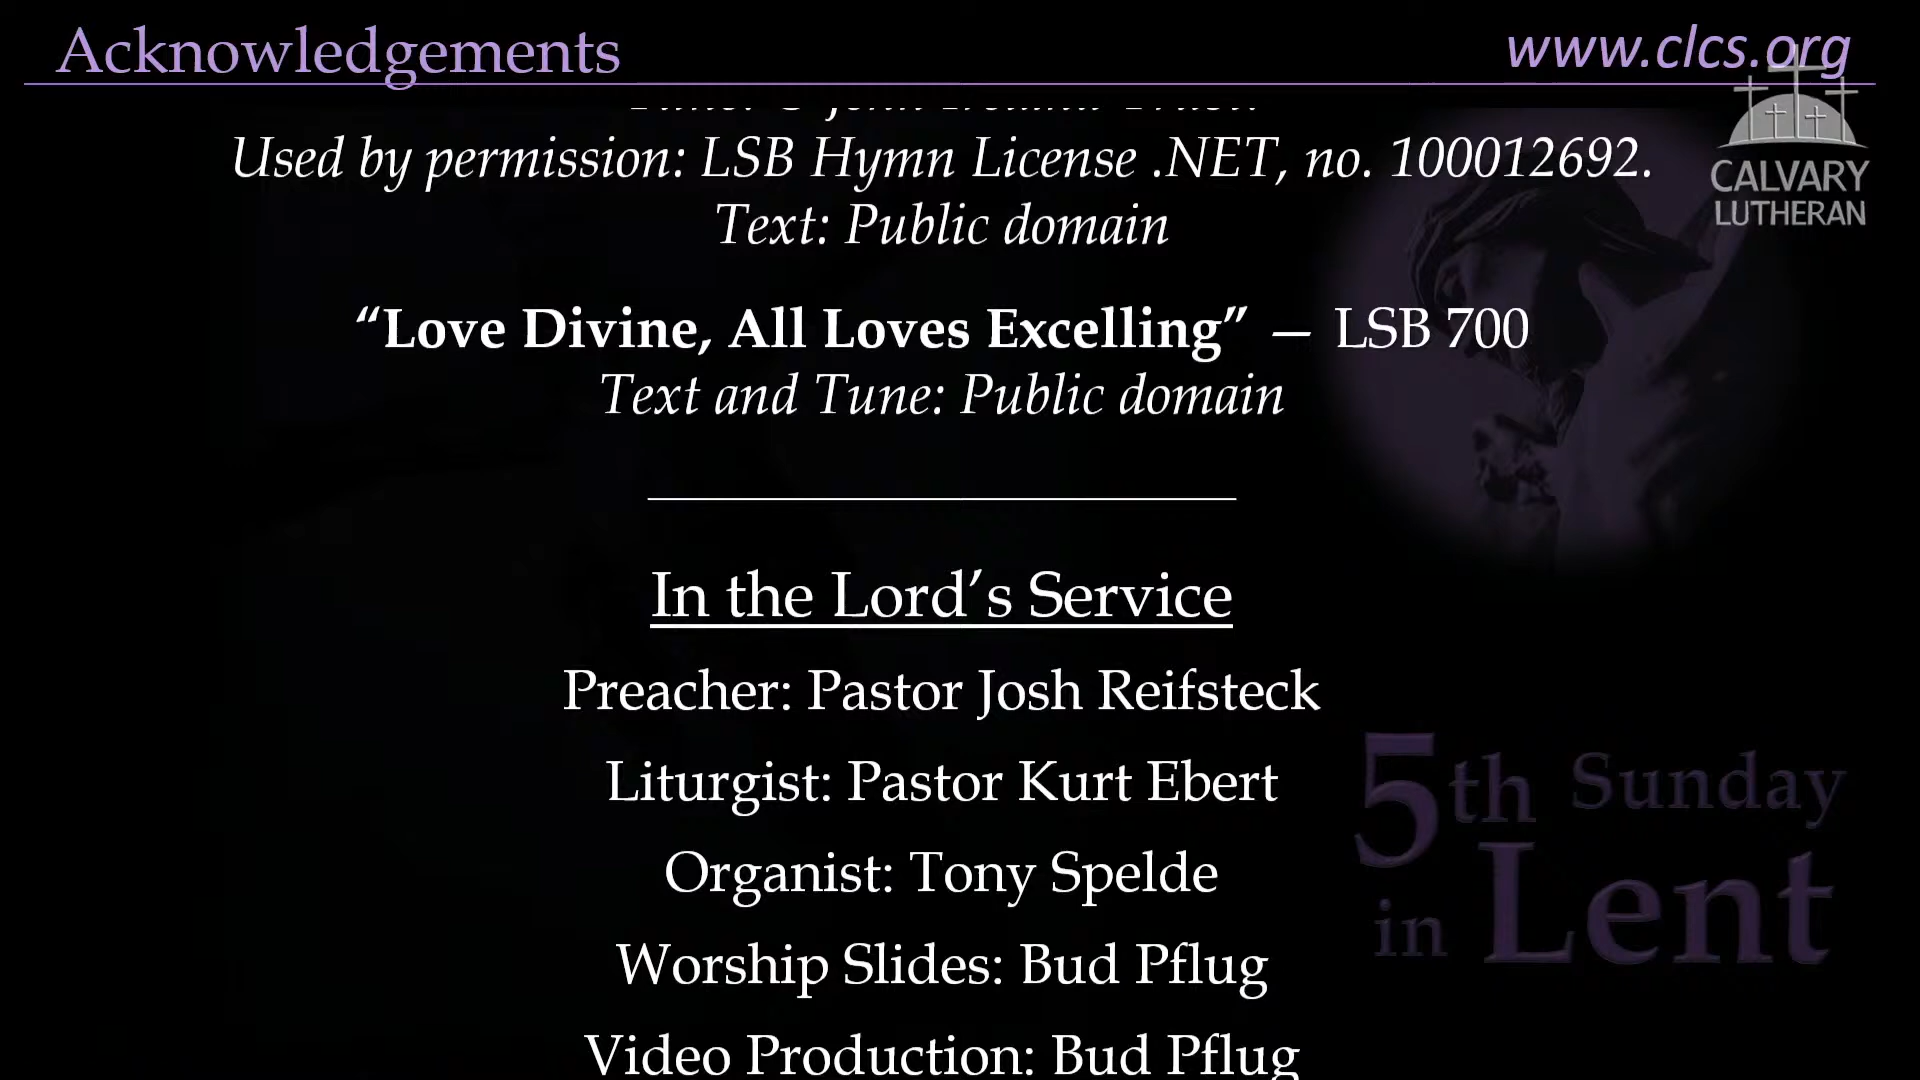 Acknowledgements
www.clcs.org
CALVARY
LUTHERAN
Used by permission: LSB Hymn License .NET, no. 100012692.
Text: Public domain
“Love Divine, All Loves Excelling” — LSB 700
Text and Tune: Public domain
In the Lord’s Service
Preacher: Pastor Josh Reifsteck
Liturgist: Pastor Kurt Ebert
Organist: Tony Spelde
Worship Slides: Bud Pflug
Video Production: Bud Pflug
5th Sunday
in Lent